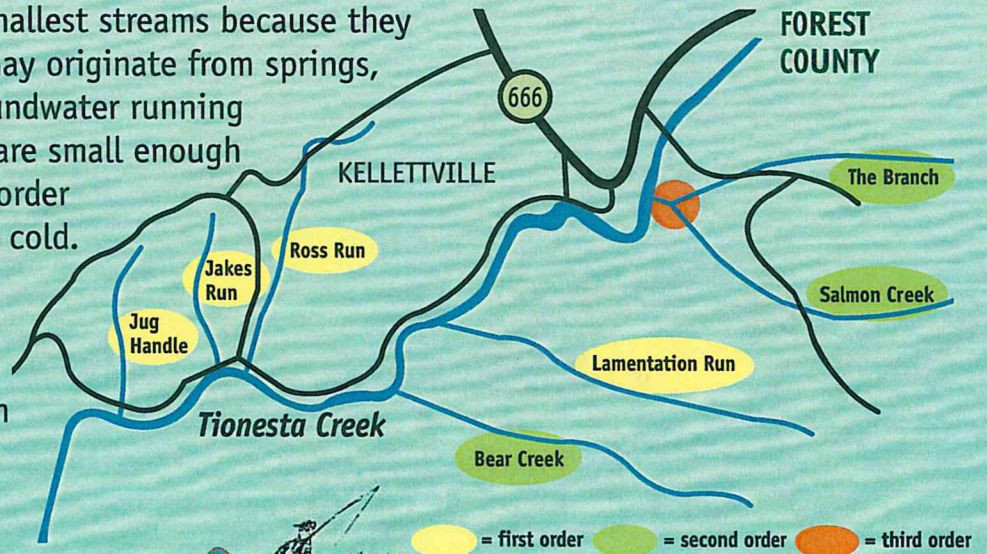 mallest streams because they
may originate from springs,
undwater running
are small enough
order
cold.
FOREST
COUNTY
666
KELLETTVILLE
The Branch
Ross Run
Jakes
Run
Salmon Creek
Jug
Handle
Lamentation Run
n
Tionesta Creek
Bear Creek
= first order
= second order
= third order